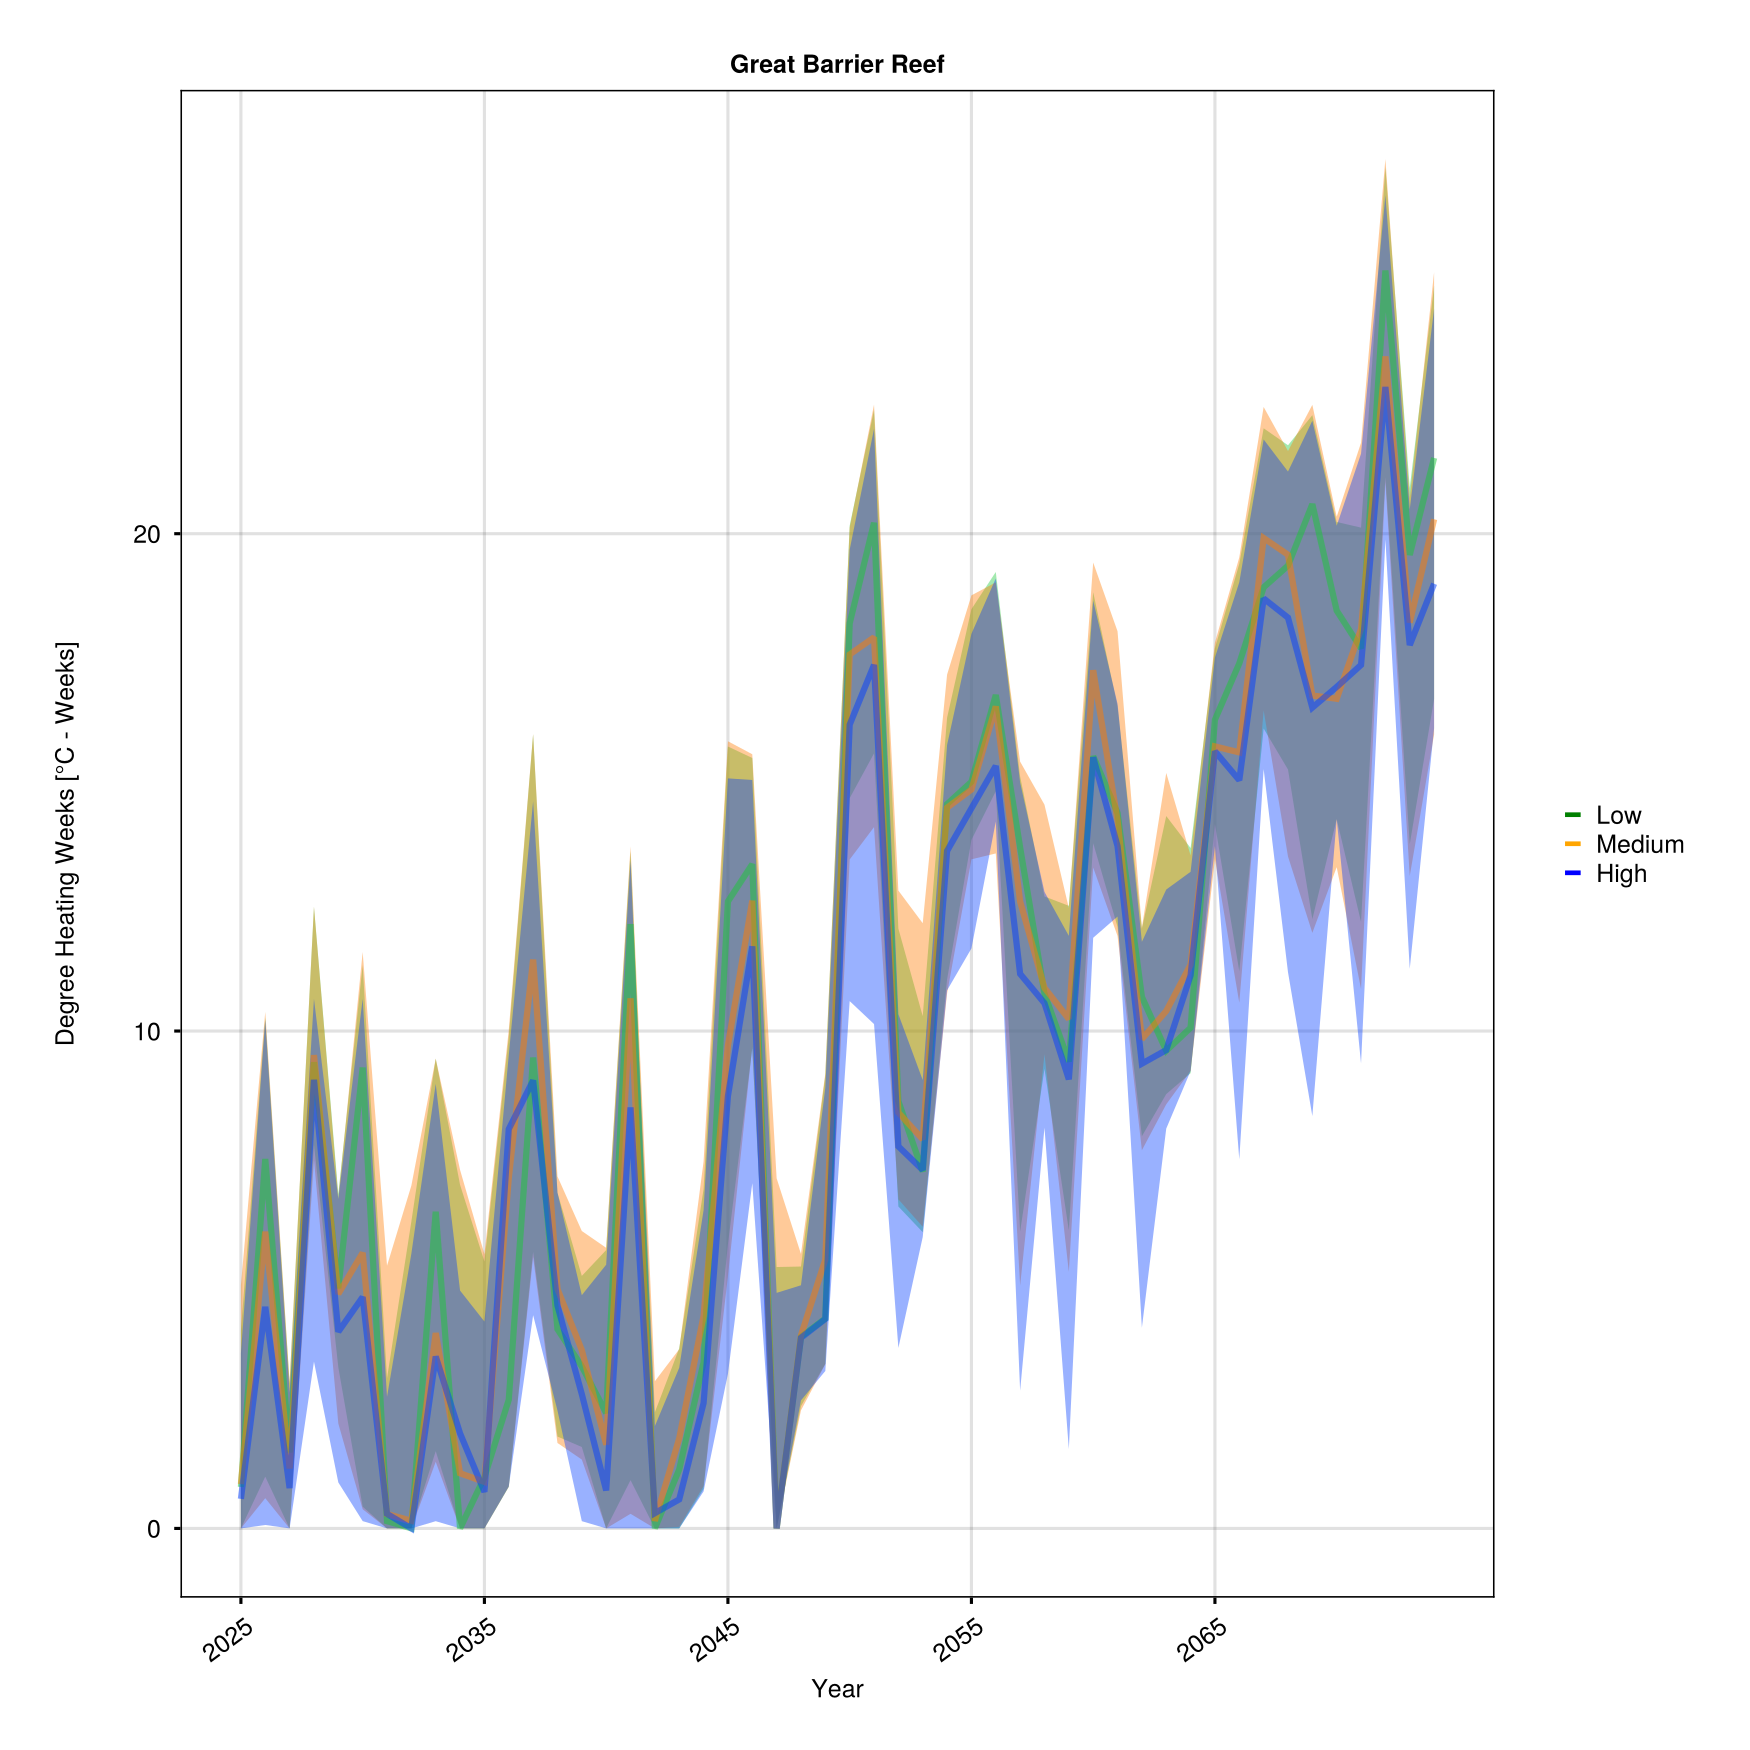 Great Barrier Reef
Degree Heating Weeks [°C - Weeks]
20
10
0
2025
2035
2045
2055
2065
Year
Low
Medium
High